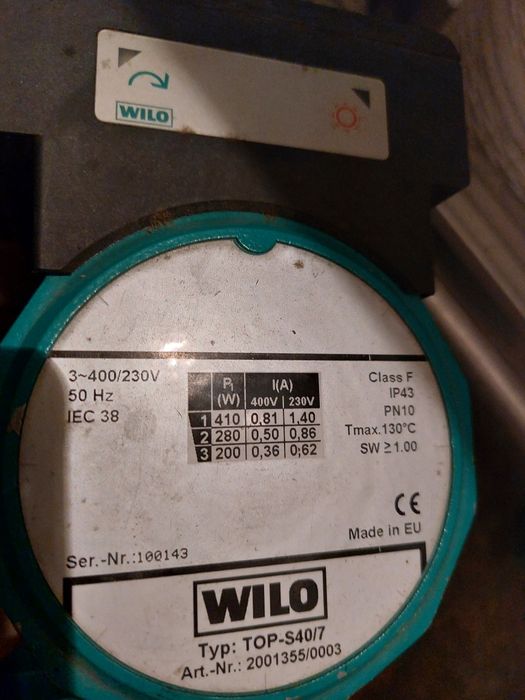 WILO
3~400/230V
50 Hz
IEC 38
P₁ (W) I(A)
400V 230V
1 410 0,81 1,40
2 280 0,50 0,86
3 200 0,36 0,62
Class F
IP43
PN10
Tmax.130°C
SW ≥1.00
CE
Made in EU
Ser.-Nr.:100143
WILO
Typ: TOP-S40/7
Art.-Nr.: 2001355/0003